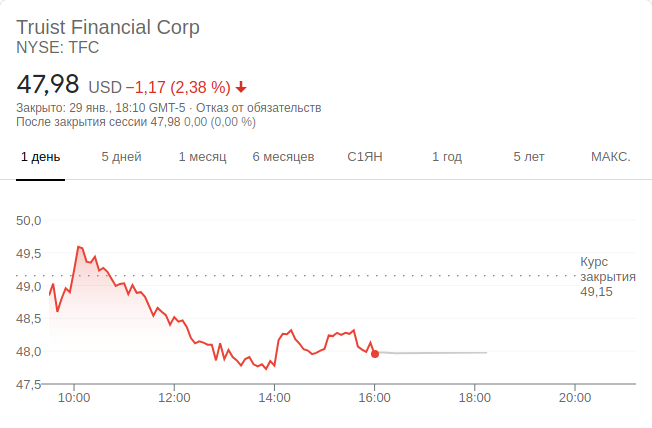 Truist Financial Corp
NYSE: TFC
47,98 USD −1,17 (2,38 %)
Закрыто: 29 янв., 18:10 GMT-5 · Отказ от обязательств
После закрытия сессии 47,98 0,00 (0,00 %)
1 день 5 дней 1 месяц 6 месяцев С1ЯН 1 год 5 лет МАКС.
50,0
49,5
Курс
закрытия
49,15
49,0
48,5
48,0
47,5
10:00 12:00 14:00 16:00 18:00 20:00